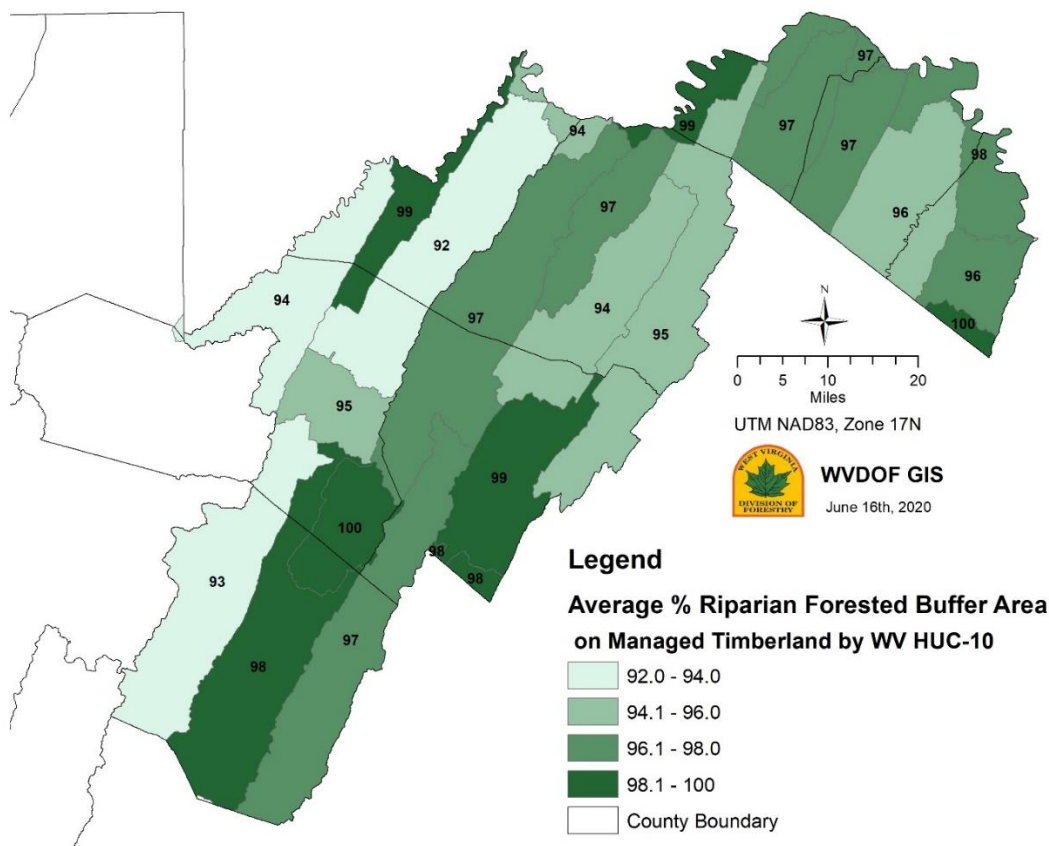 97
94
99
97
97
98
99
97
92
96
94
97
94
95
96
100
N
0 5 10 20
Miles
UTM NAD83, Zone 17N
95
99
WEST VIRGINIA
DIVISION OF
FORESTRY
WVDOF GIS
June 16th, 2020
100
98
98
93
97
98
Legend
Average % Riparian Forested Buffer Area
on Managed Timberland by WV HUC-10
92.0 - 94.0
94.1 - 96.0
96.1 - 98.0
98.1 - 100
County Boundary